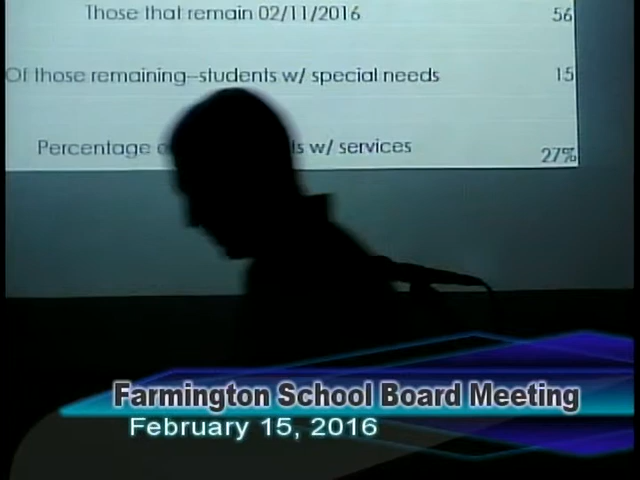 Those that remain 02/11/2016 56
Of those remaining–students w/ special needs 15
Percentage w/ services 27%
Farmington School Board Meeting
February 15, 2016